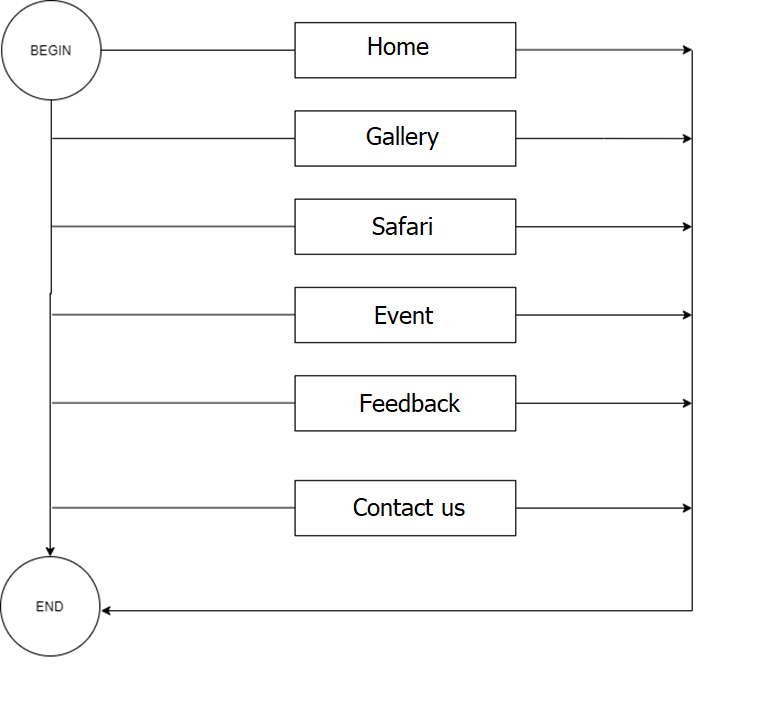 BEGIN
Home
Gallery
Safari
Event
Feedback
Contact us
END